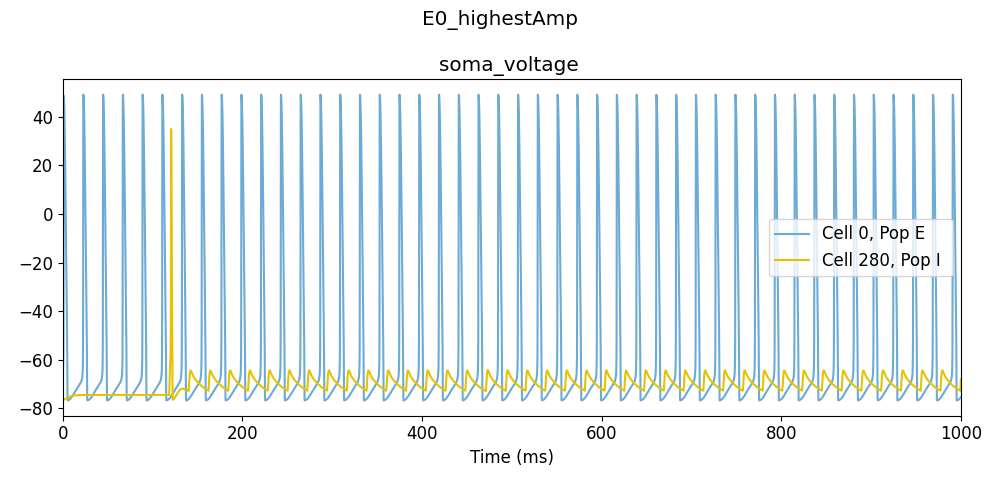 E0_highestAmp
soma_voltage
40
20
0
−20
−40
−60
−80
Cell 0, Pop E
Cell 280, Pop I
0 200 400 600 800 1000
Time (ms)